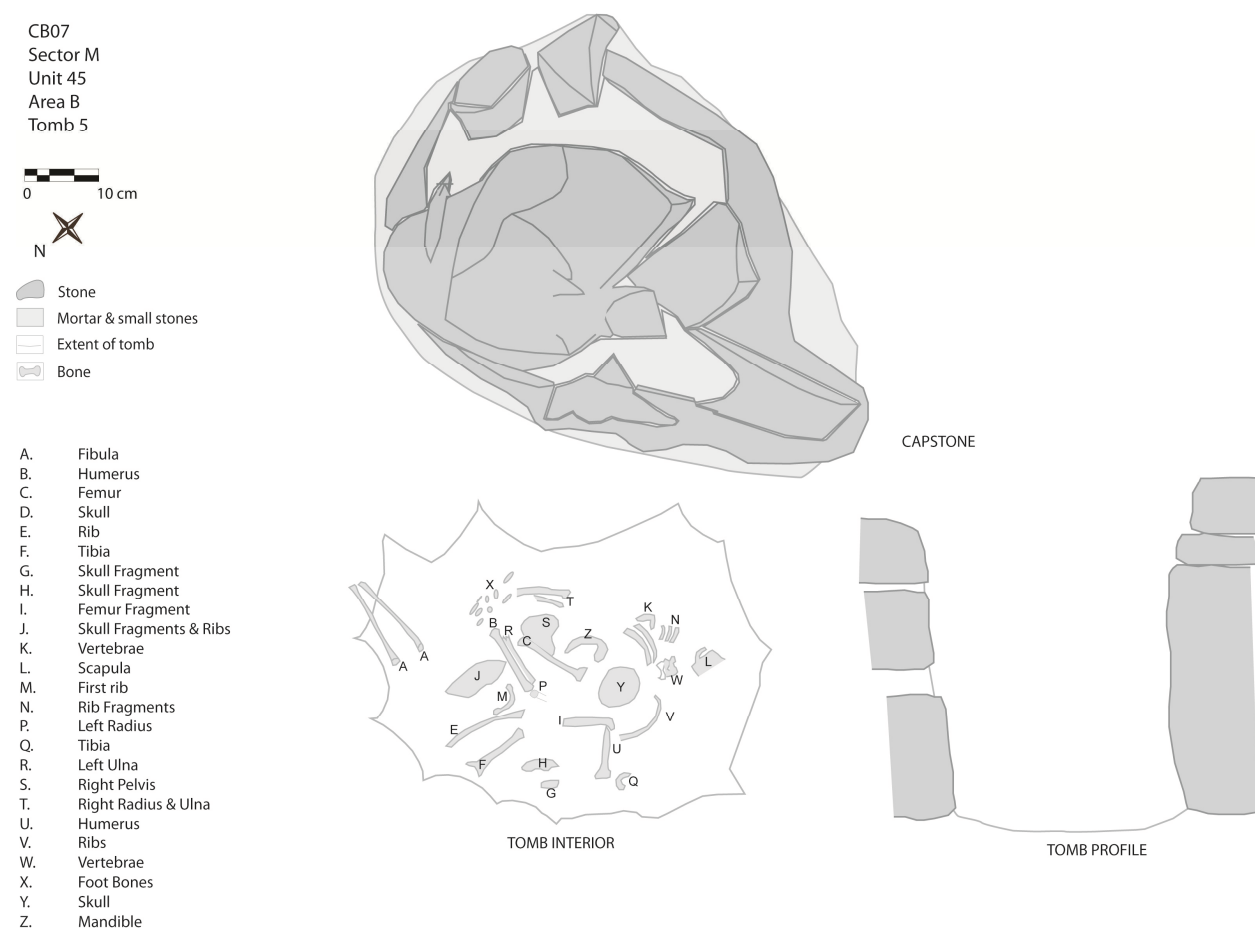 CB07
Sector M
Unit 45
Area B
Tomb 5
0 10 cm
N
Stone
Mortar & small stones
Extent of tomb
Bone
A. Fibula
B. Humerus
C. Femur
D. Skull
E. Rib
F. Tibia
G. Skull Fragment
H. Skull Fragment
I. Femur Fragment
J. Skull Fragments & Ribs
K. Vertebrae
L. Scapula
M. First rib
N. Rib Fragments
P. Left Radius
Q. Tibia
R. Left Ulna
S. Right Pelvis
T. Right Radius & Ulna
U. Humerus
V. Ribs
W. Vertebrae
X. Foot Bones
Y. Skull
Z. Mandible
CAPSTONE
X
T
K
B
R
S
N
C
Z
A
A
L
J
W
P
Y
M
V
I
E
U
F
H
Q
G
TOMB INTERIOR
TOMB PROFILE